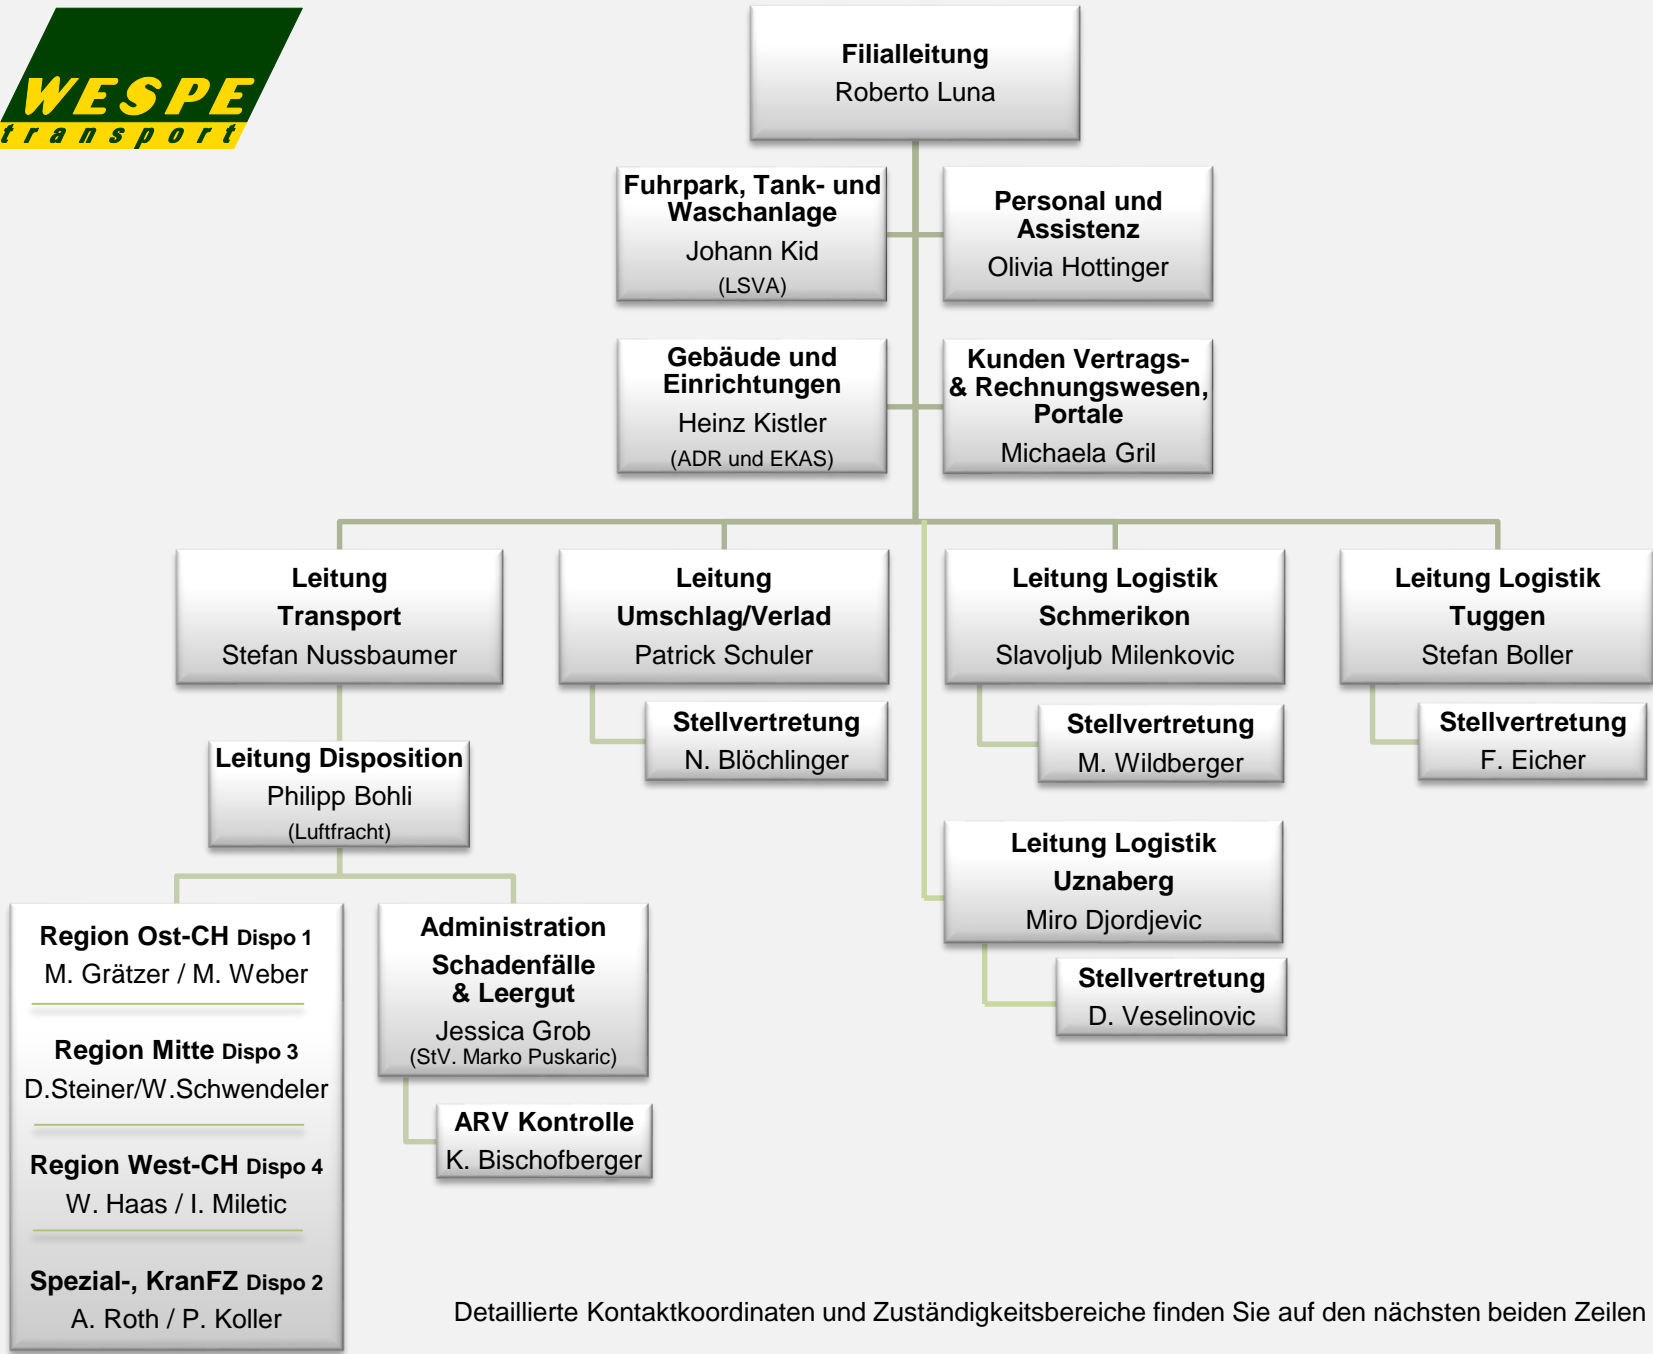 WESPE
transport
Filialleitung
Roberto Luna
Fuhrpark, Tank- und
Waschanlage
Johann Kid
(LSVA)
Personal und
Assistenz
Olivia Hottinger
Gebäude und
Einrichtungen
Heinz Kistler
(ADR und EKAS)
Kunden Vertrags-
& Rechnungswesen,
Portale
Michaela Gril
Leitung
Transport
Stefan Nussbaumer
Leitung
Umschlag/Verlad
Patrick Schuler
Leitung Logistik
Schmerikon
Slavoljub Milenkovic
Leitung Logistik
Tuggen
Stefan Boller
Stellvertretung
N. Blöchlinger
Stellvertretung
M. Wildberger
Stellvertretung
F. Eicher
Leitung Disposition
Philipp Bohli
(Luftfracht)
Leitung Logistik
Uznaberg
Miro Djordjevic
Stellvertretung
D. Veselinovic
Region Ost-CH Dispo 1
M. Grätzer / M. Weber
Region Mitte Dispo 3
D.Steiner/W.Schwendeler
Region West-CH Dispo 4
W. Haas / I. Miletic
Spezial-, KranFZ Dispo 2
A. Roth / P. Koller
Administration
Schadenfälle
& Leergut
Jessica Grob
(StV. Marko Puskaric)
ARV Kontrolle
K. Bischofberger
Detaillierte Kontaktkoordinaten und Zuständigkeitsbereiche finden Sie auf den nächsten beiden Zeilen